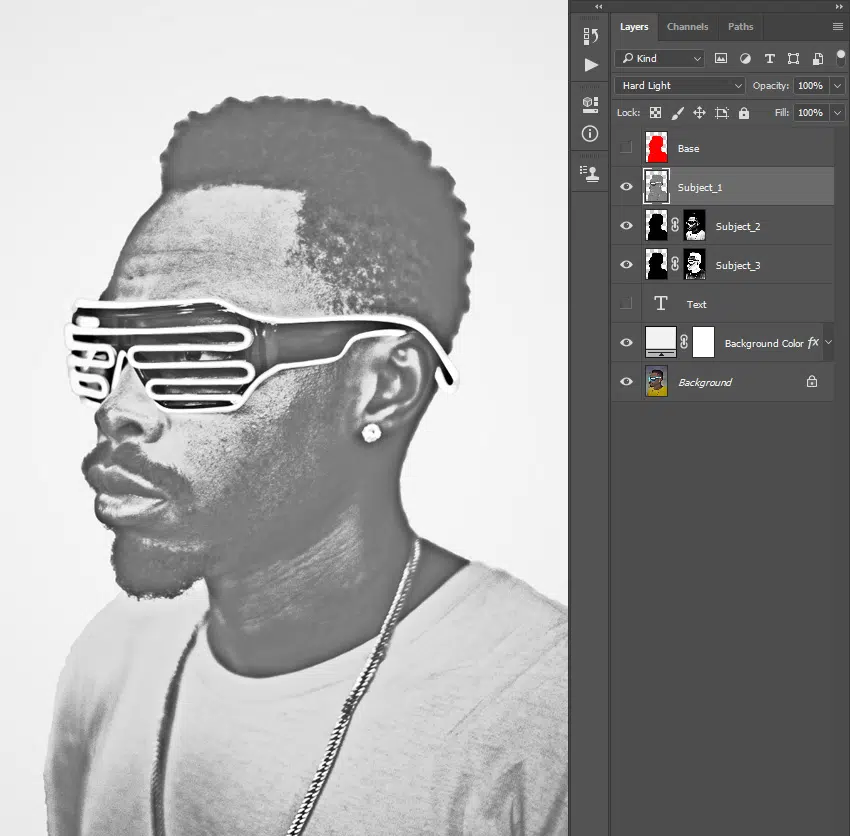 Layers Channels Paths
Kind
Hard Light Opacity: 100%
Lock: Fill: 100%
Base
Subject_1
Subject_2
Subject_3
T Text
Background Color fx
Background